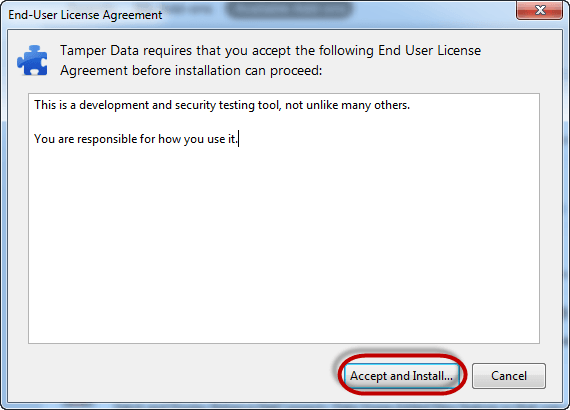 End-User License Agreement
Tamper Data requires that you accept the following End User License
Agreement before installation can proceed:
This is a development and security testing tool, not unlike many others.
You are responsible for how you use it.
Accept and Install...
Cancel